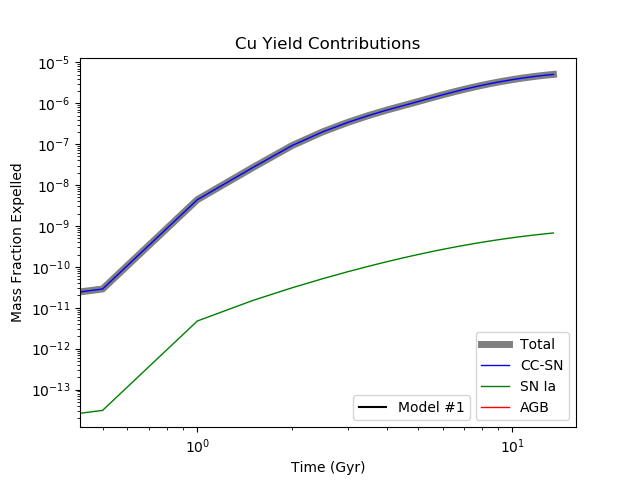 Cu Yield Contributions
Mass Fraction Expelled
10⁻⁵
10⁻⁶
10⁻⁷
10⁻⁸
10⁻⁹
10⁻¹⁰
10⁻¹¹
10⁻¹²
10⁻¹³
Total
CC-SN
SN Ia
AGB
Model #1
10⁰
10¹
Time (Gyr)